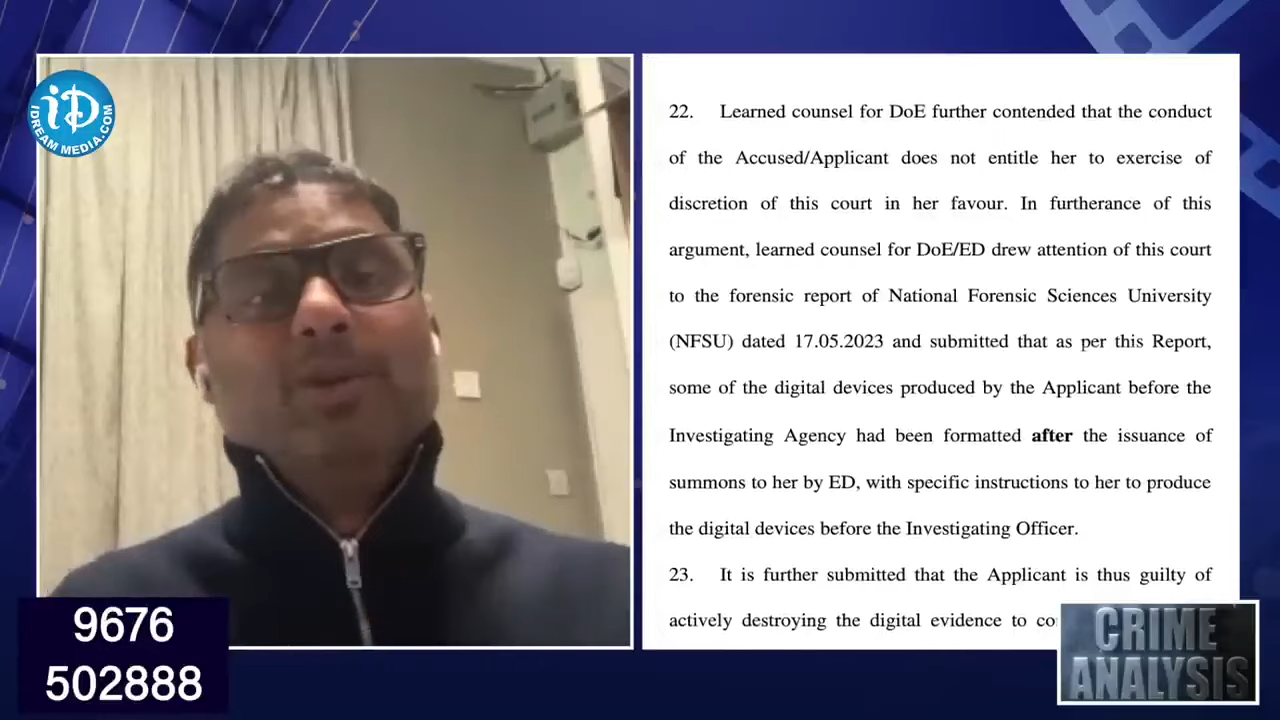 iD
IDREAM MEDIA.COM
22. Learned counsel for DoE further contended that the conduct
of the Accused/Applicant does not entitle her to exercise of
discretion of this court in her favour. In furtherance of this
argument, learned counsel for DoE/ED drew attention of this court
to the forensic report of National Forensic Sciences University
(NFSU) dated 17.05.2023 and submitted that as per this Report,
some of the digital devices produced by the Applicant before the
Investigating Agency had been formatted after the issuance of
summons to her by ED, with specific instructions to her to produce
the digital devices before the Investigating Officer.
23. It is further submitted that the Applicant is thus guilty of
actively destroying the digital evidence to
9676
502888
CRIME
ANALYSIS